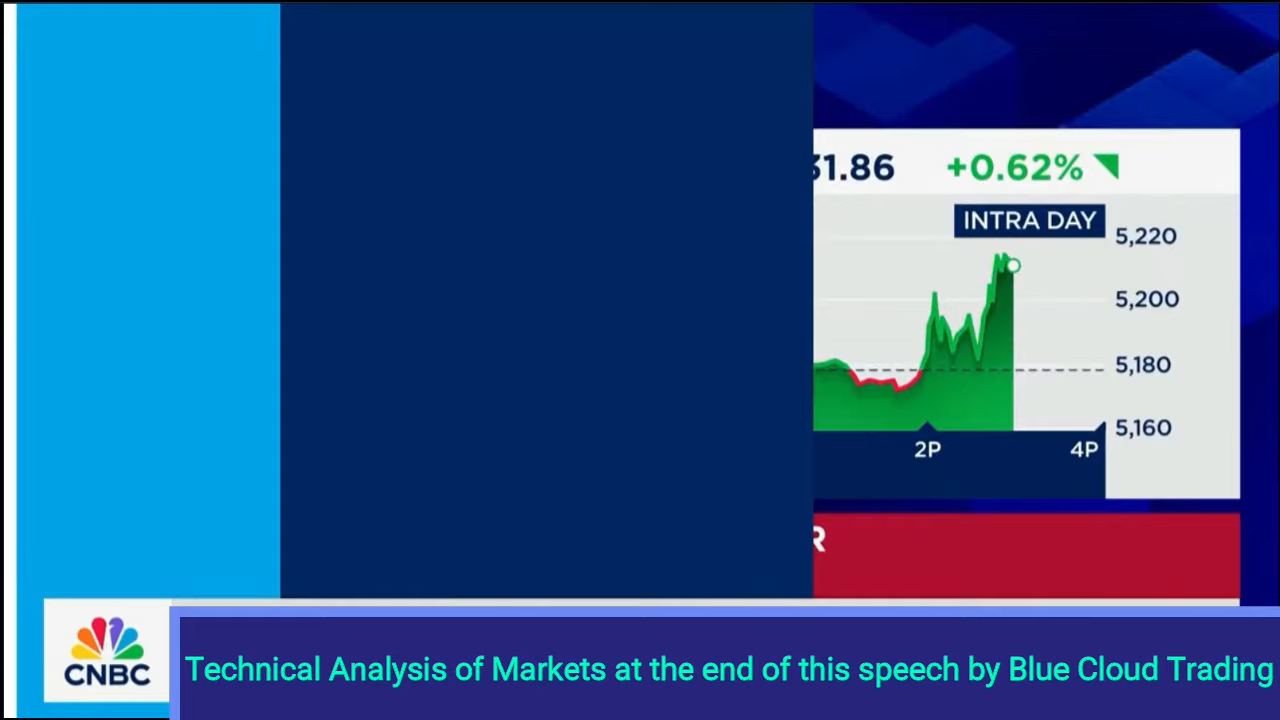 31.86 +0.62%
INTRA DAY
5,220
5,200
5,180
5,160
2P 4P
R
CNBC
Technical Analysis of Markets at the end of this speech by Blue Cloud Trading